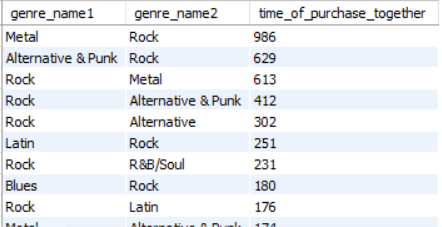 genre_name1 genre_name2 time_of_purchase_together
Metal Rock 986
Alternative & Punk Rock 629
Rock Metal 613
Rock Alternative & Punk 412
Rock Alternative 302
Latin Rock 251
Rock R&B/Soul 231
Blues Rock 180
Rock Latin 176
Metal Alternative & Punk 174